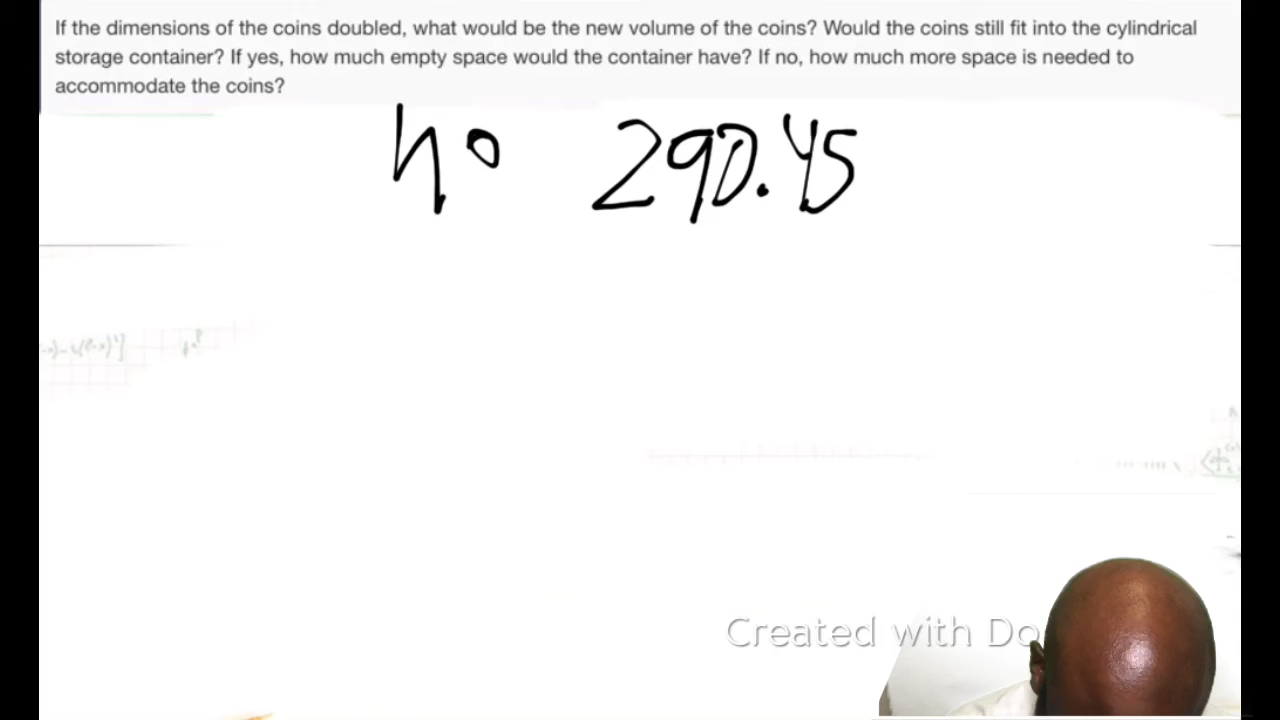 If the dimensions of the coins doubled, what would be the new volume of the coins? Would the coins still fit into the cylindrical
storage container? If yes, how much empty space would the container have? If no, how much more space is needed to
accommodate the coins?
no 290.45
Created with Do